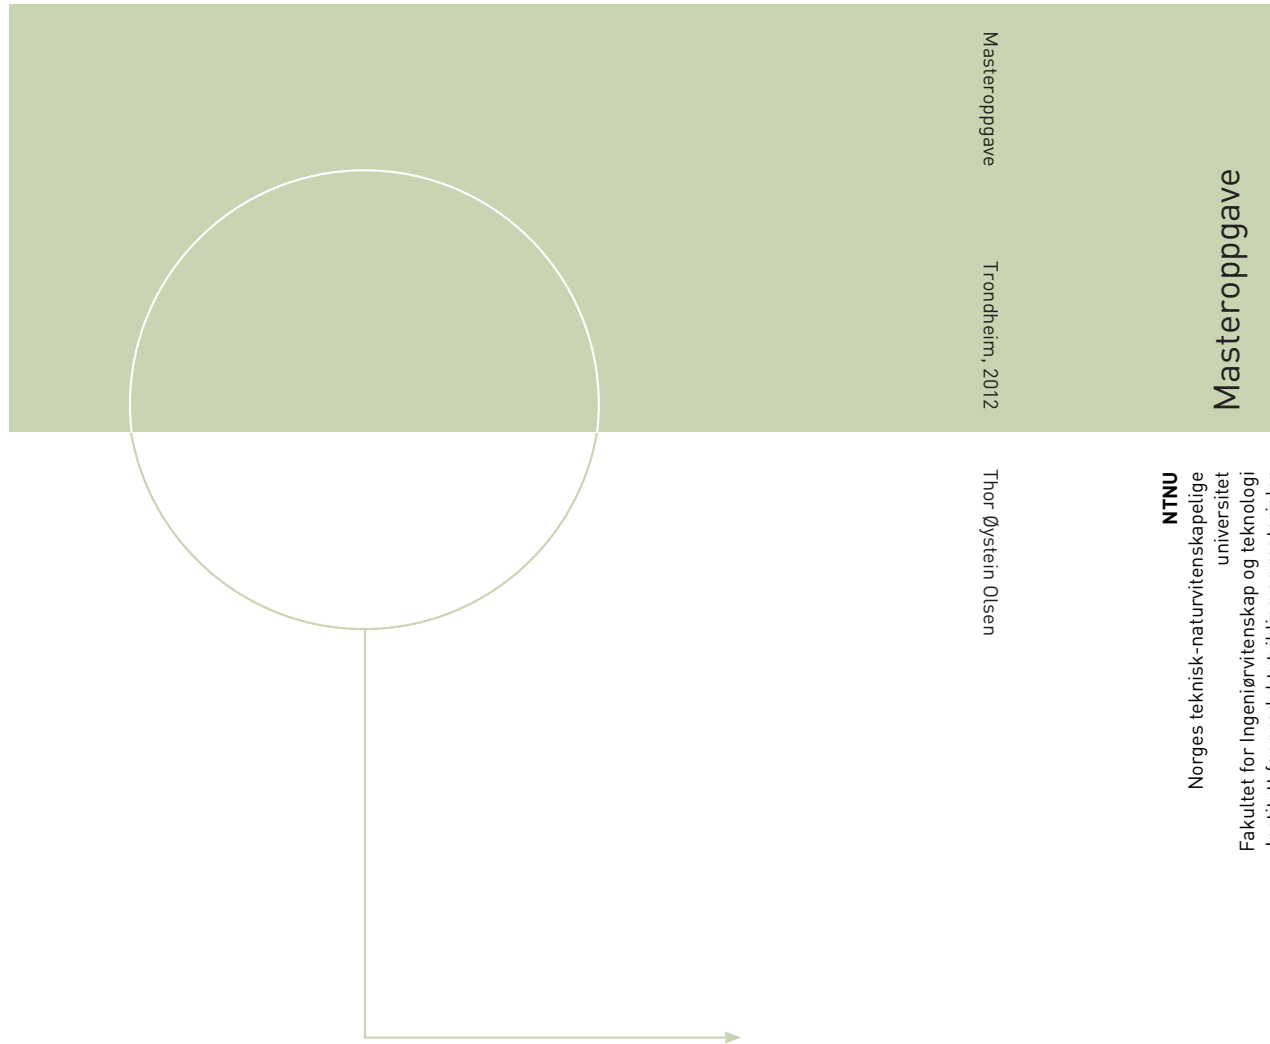 Masteroppgave
Trondheim, 2012
Thor Øystein Olsen
Masteroppgave
NTNU
Norges teknisk-naturvitenskapelige
universitet
Fakultet for Ingeniørvitenskap og teknologi